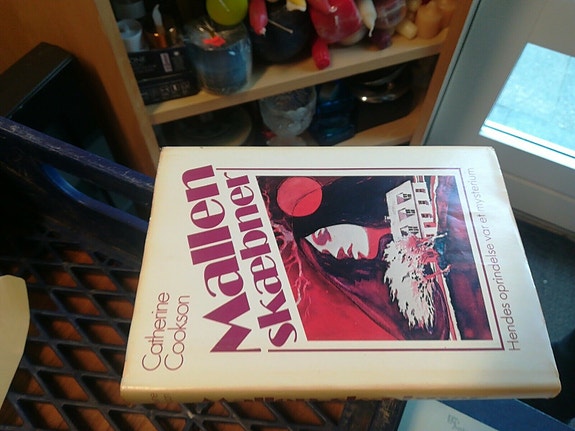 Catherine
Cookson
Mallen
skæbner
Hendes oprindelse var et mysterium